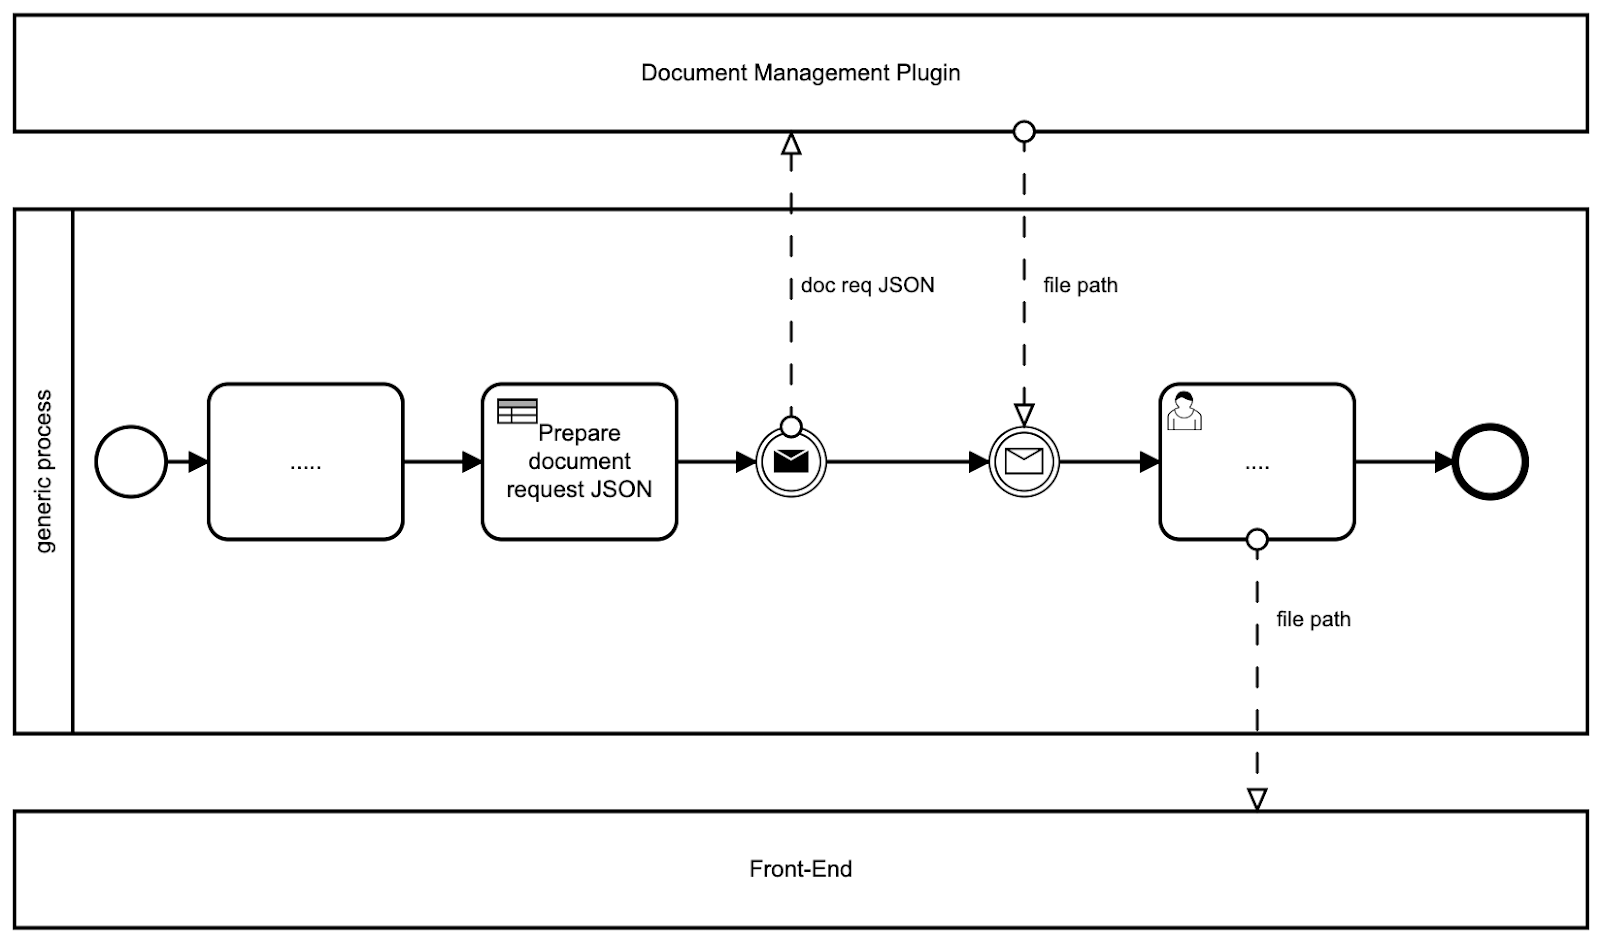 Document Management Plugin
doc req JSON
file path
generic process
.....
Prepare
document
request JSON
....
file path
Front-End